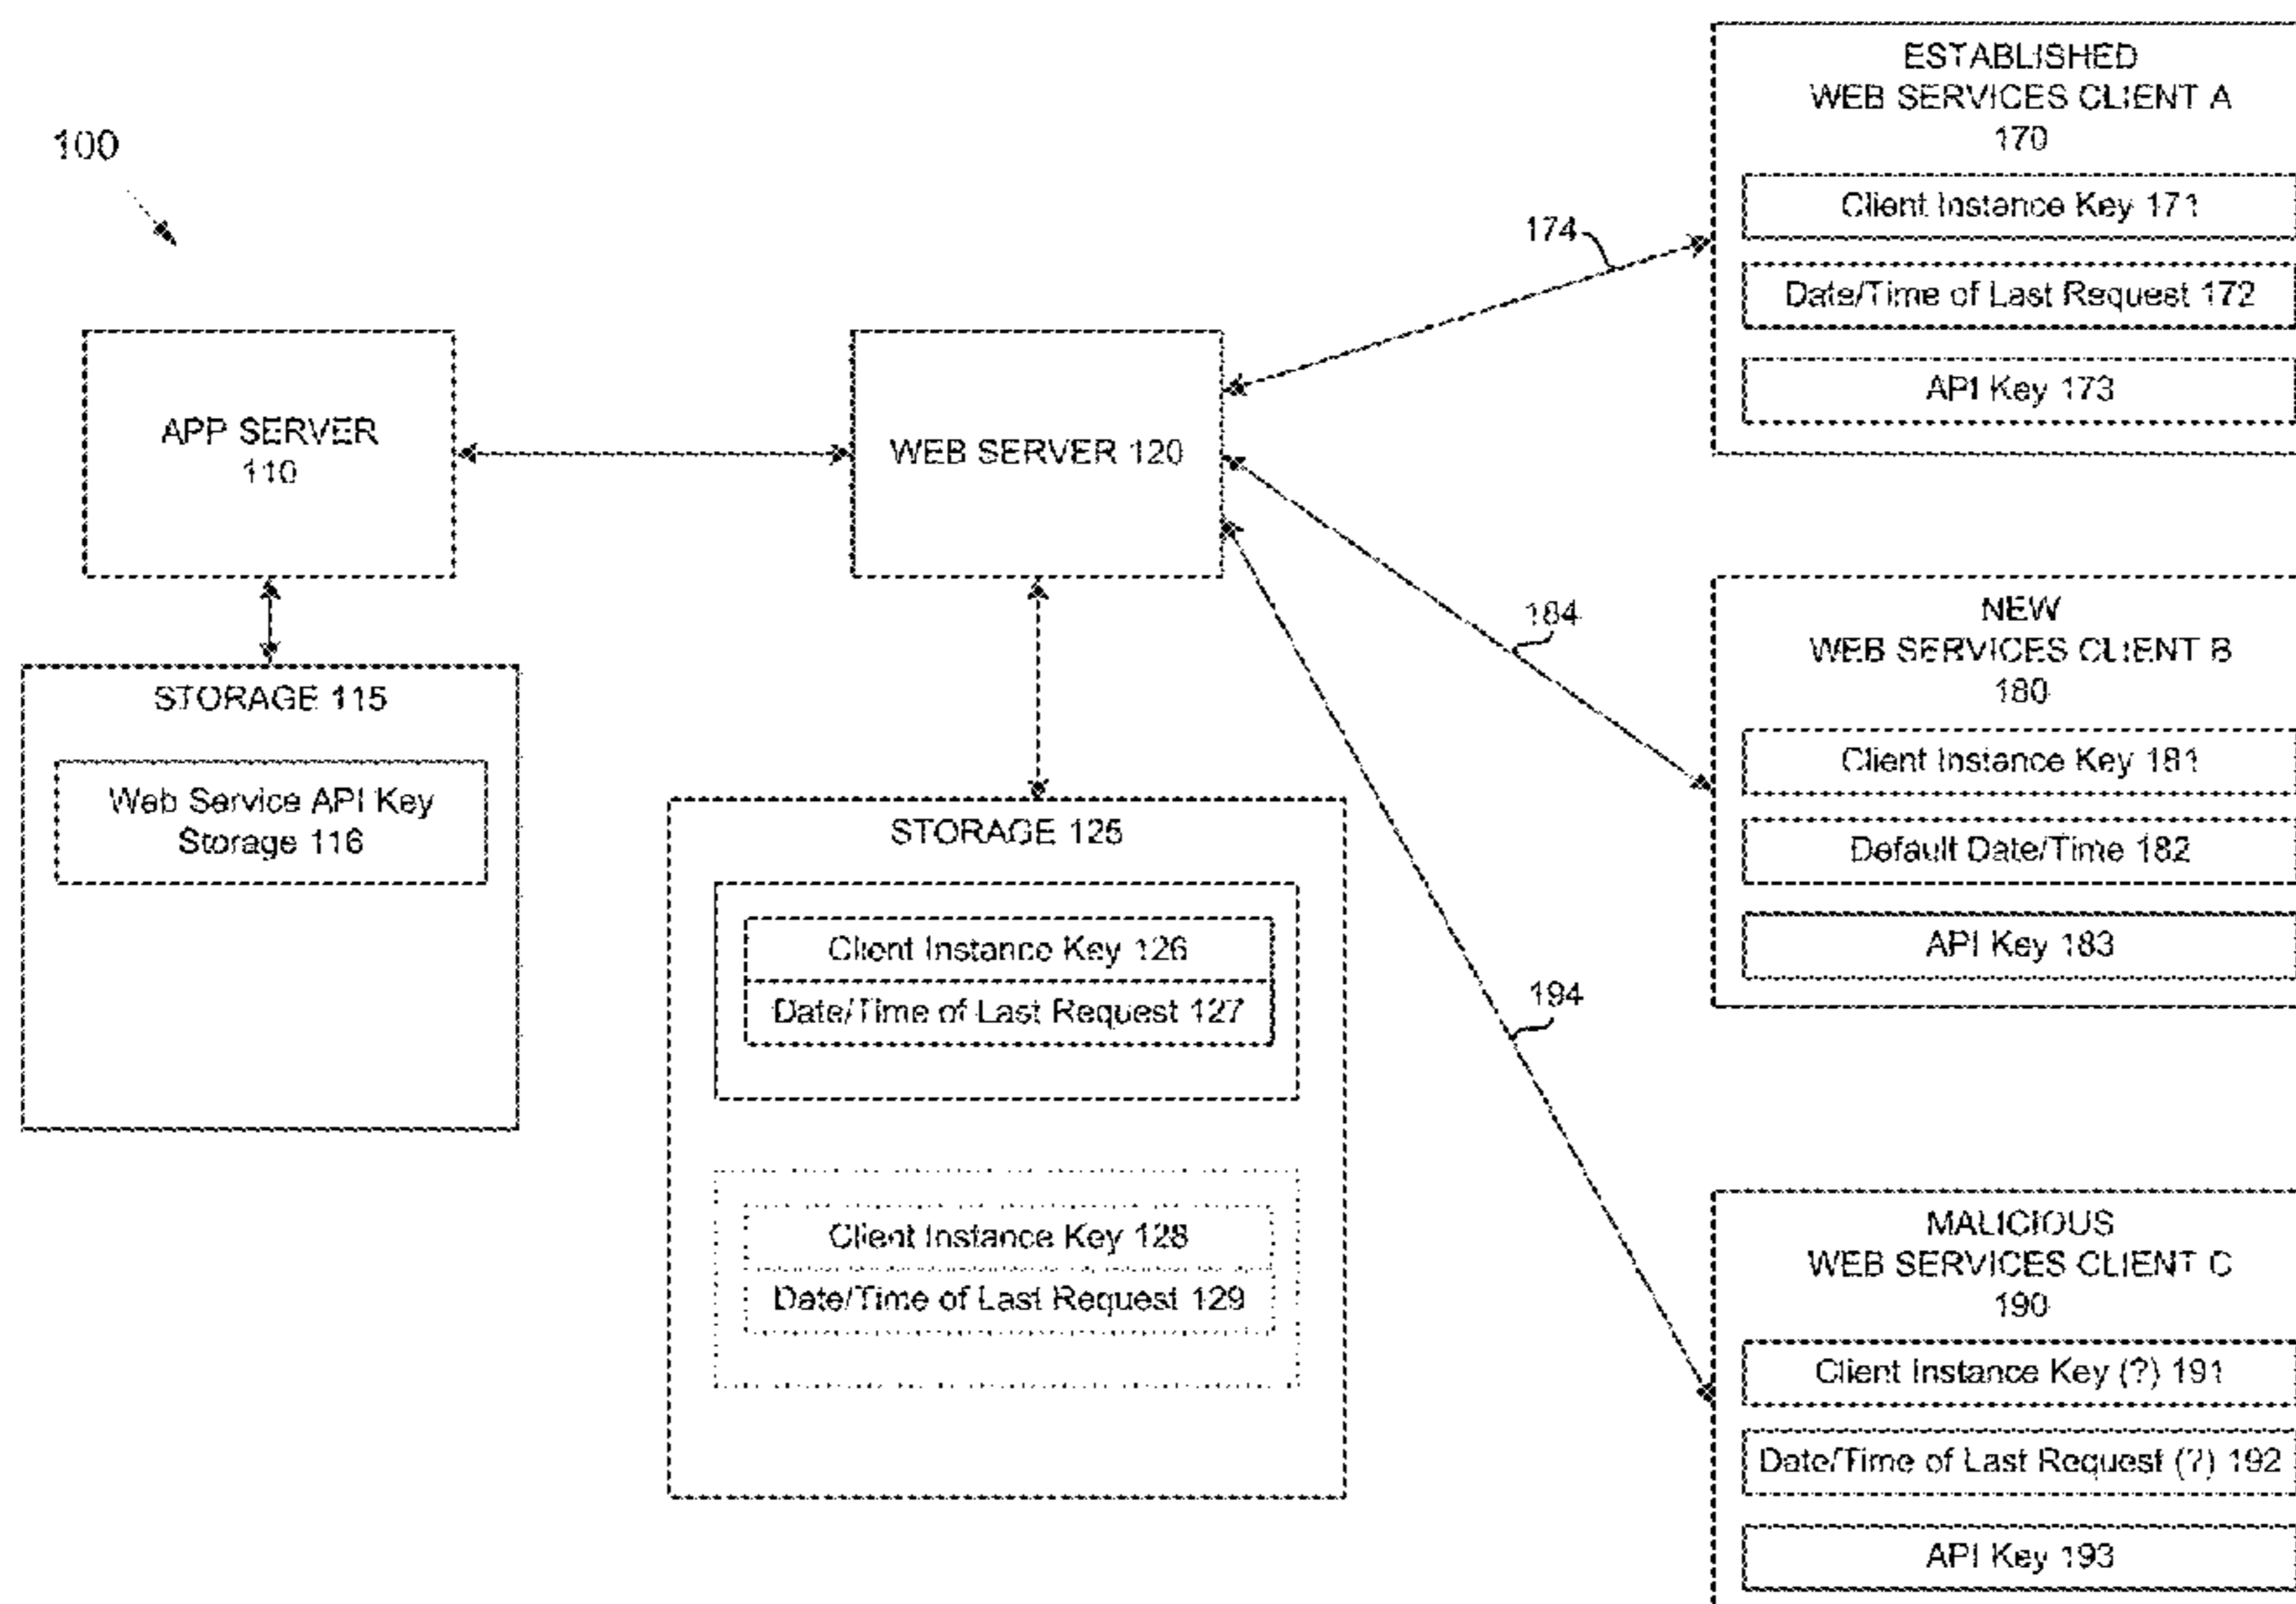 100
APP SERVER
110
STORAGE 115
Web Service API Key
Storage 116
WEB SERVER 120
STORAGE 125
Client Instance Key 126
Date/Time of Last Request 127
Client Instance Key 128
Date/Time of Last Request 129
174
184
194
ESTABLISHED
WEB SERVICES CLIENT A
170
Client Instance Key 171
Date/Time of Last Request 172
API Key 173
NEW
WEB SERVICES CLIENT B
180
Client Instance Key 181
Default Date/Time 182
API Key 183
MALICIOUS
WEB SERVICES CLIENT C
190
Client Instance Key (?) 191
Date/Time of Last Request (?) 192
API Key 193